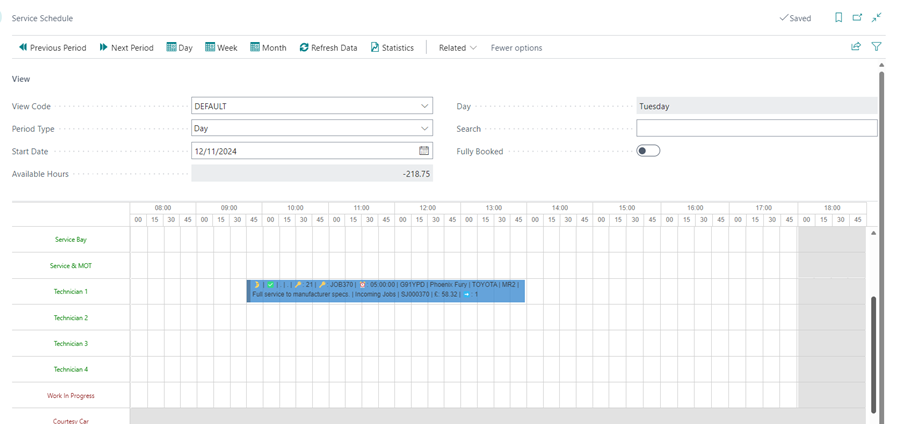 Service Schedule
Saved
Previous Period Next Period Day Week Month Refresh Data Statistics Related Fewer options
View
View Code DEFAULT Day Tuesday
Period Type Day Search
Start Date 12/11/2024 Fully Booked
Available Hours -218.75
08:00 09:00 10:00 11:00 12:00 13:00 14:00 15:00 16:00 17:00 18:00
00 15 30 45 00 15 30 45 00 15 30 45 00 15 30 45 00 15 30 45 00 15 30 45 00 15 30 45 00 15 30 45 00 15 30 45 00 15 30 45 00 15 30 45
Service Bay
Service & MOT
Technician 1
| | | | 21 | JOB370 | : 05:00:00 | G91YPD | Phoenix Fury | TOYOTA | MR2 |
Full service to manufacturer specs. | Incoming Jobs | SJ000370 | £: 58.32 | : 1
Technician 2
Technician 3
Technician 4
Work In Progress
Courtesy Car